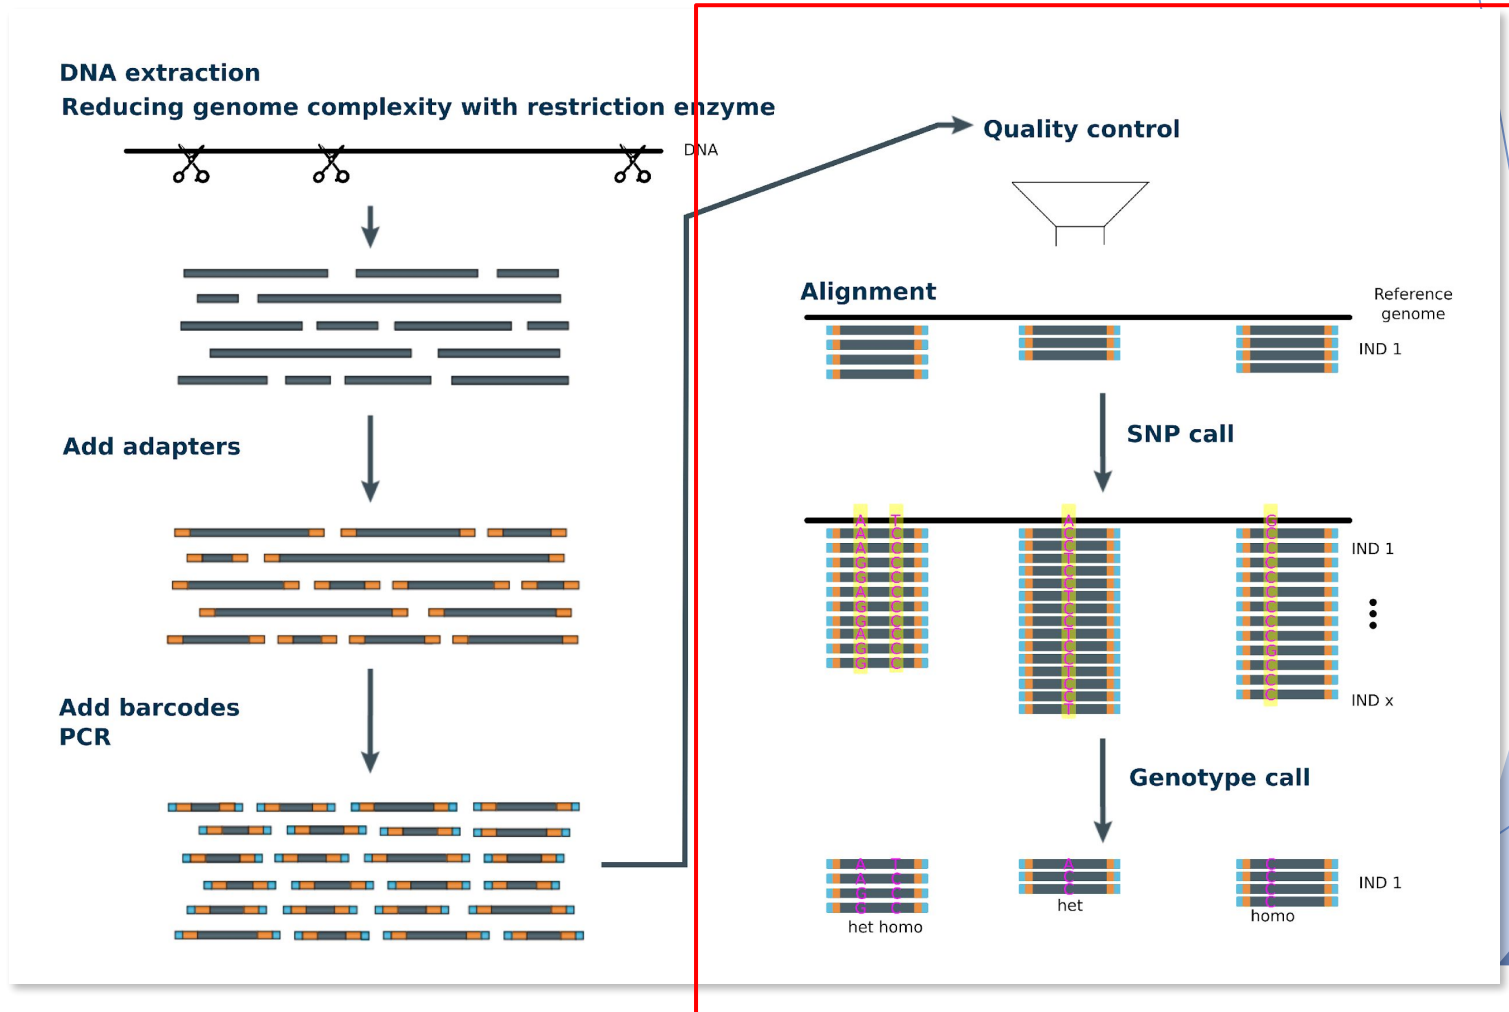 DNA extraction
Reducing genome complexity with restriction enzyme
DNA
Add adapters
Add barcodes
PCR
Quality control
Alignment
Reference
genome
IND 1
SNP call
A T
A C
A C
G C
G C
A C
G C
G C
A C
G C
G C
A
C
C
T
C
C
T
C
C
T
C
C
T
C
C
T
G
C
C
C
C
C
C
C
C
G
C
C
C
IND 1
IND x
Genotype call
A T
A C
G C
G C
het homo
A
C
C
het
C
C
C
C
homo
IND 1